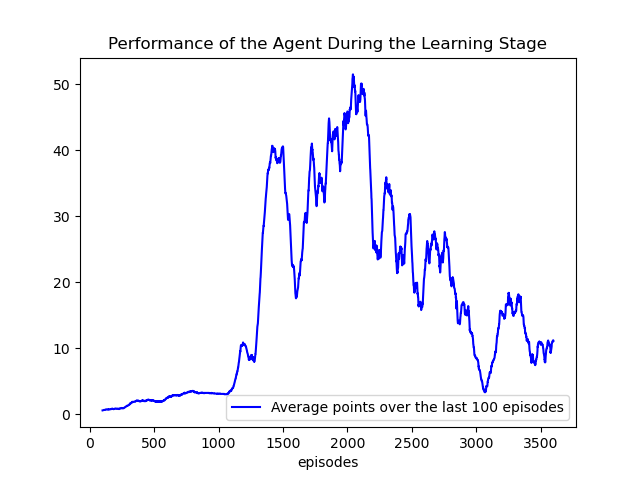 Performance of the Agent During the Learning Stage
50
40
30
20
10
0
Average points over the last 100 episodes
0 500 1000 1500 2000 2500 3000 3500
episodes